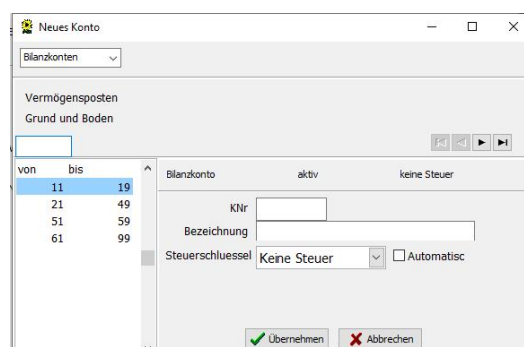 Neues Konto
Bilanzkonten
Vermögensposten
Grund und Boden
von bis
11 19
21 49
51 59
61 99
Bilanzkonto aktiv keine Steuer
KNr
Bezeichnung
Steuerschluessel Keine Steuer Automatisc
Übernehmen Abbrechen